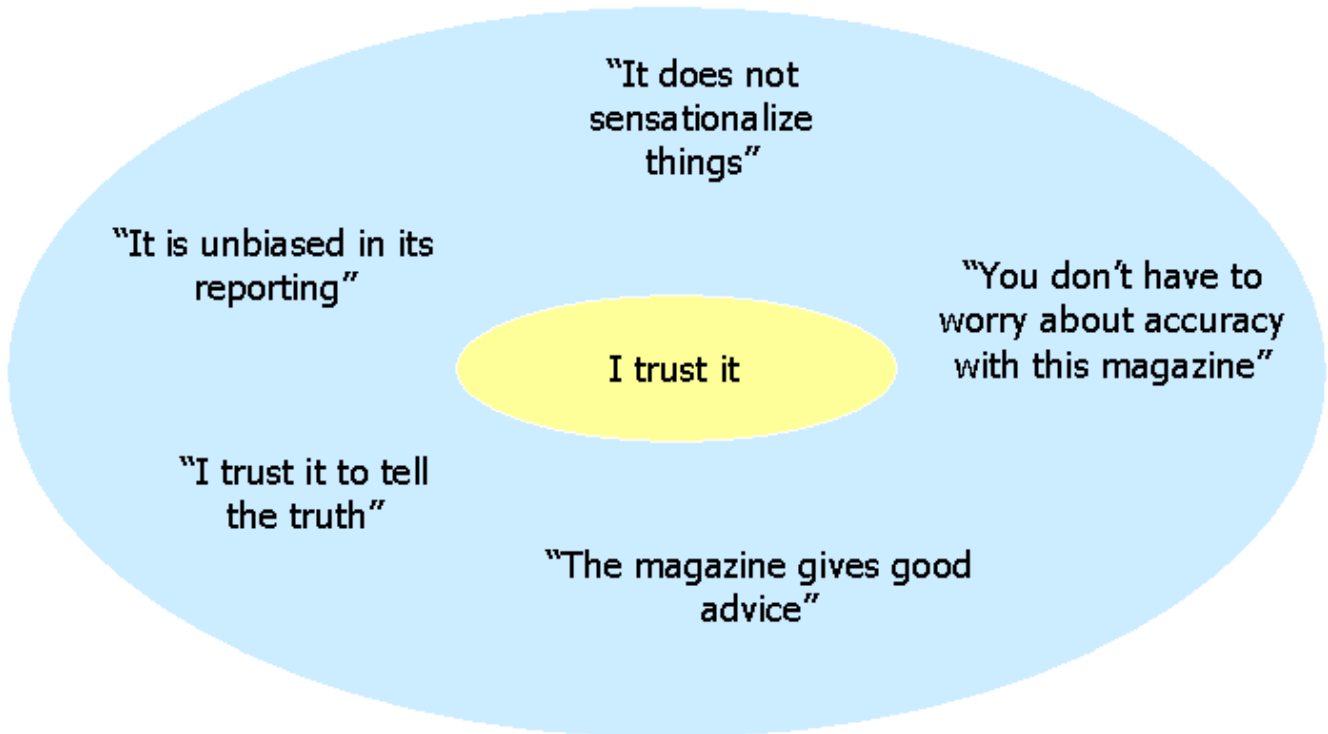 “It does not
sensationalize
things”
“It is unbiased in its
reporting”
“You don’t have to
worry about accuracy
with this magazine”
I trust it
“I trust it to tell
the truth”
“The magazine gives good
advice”